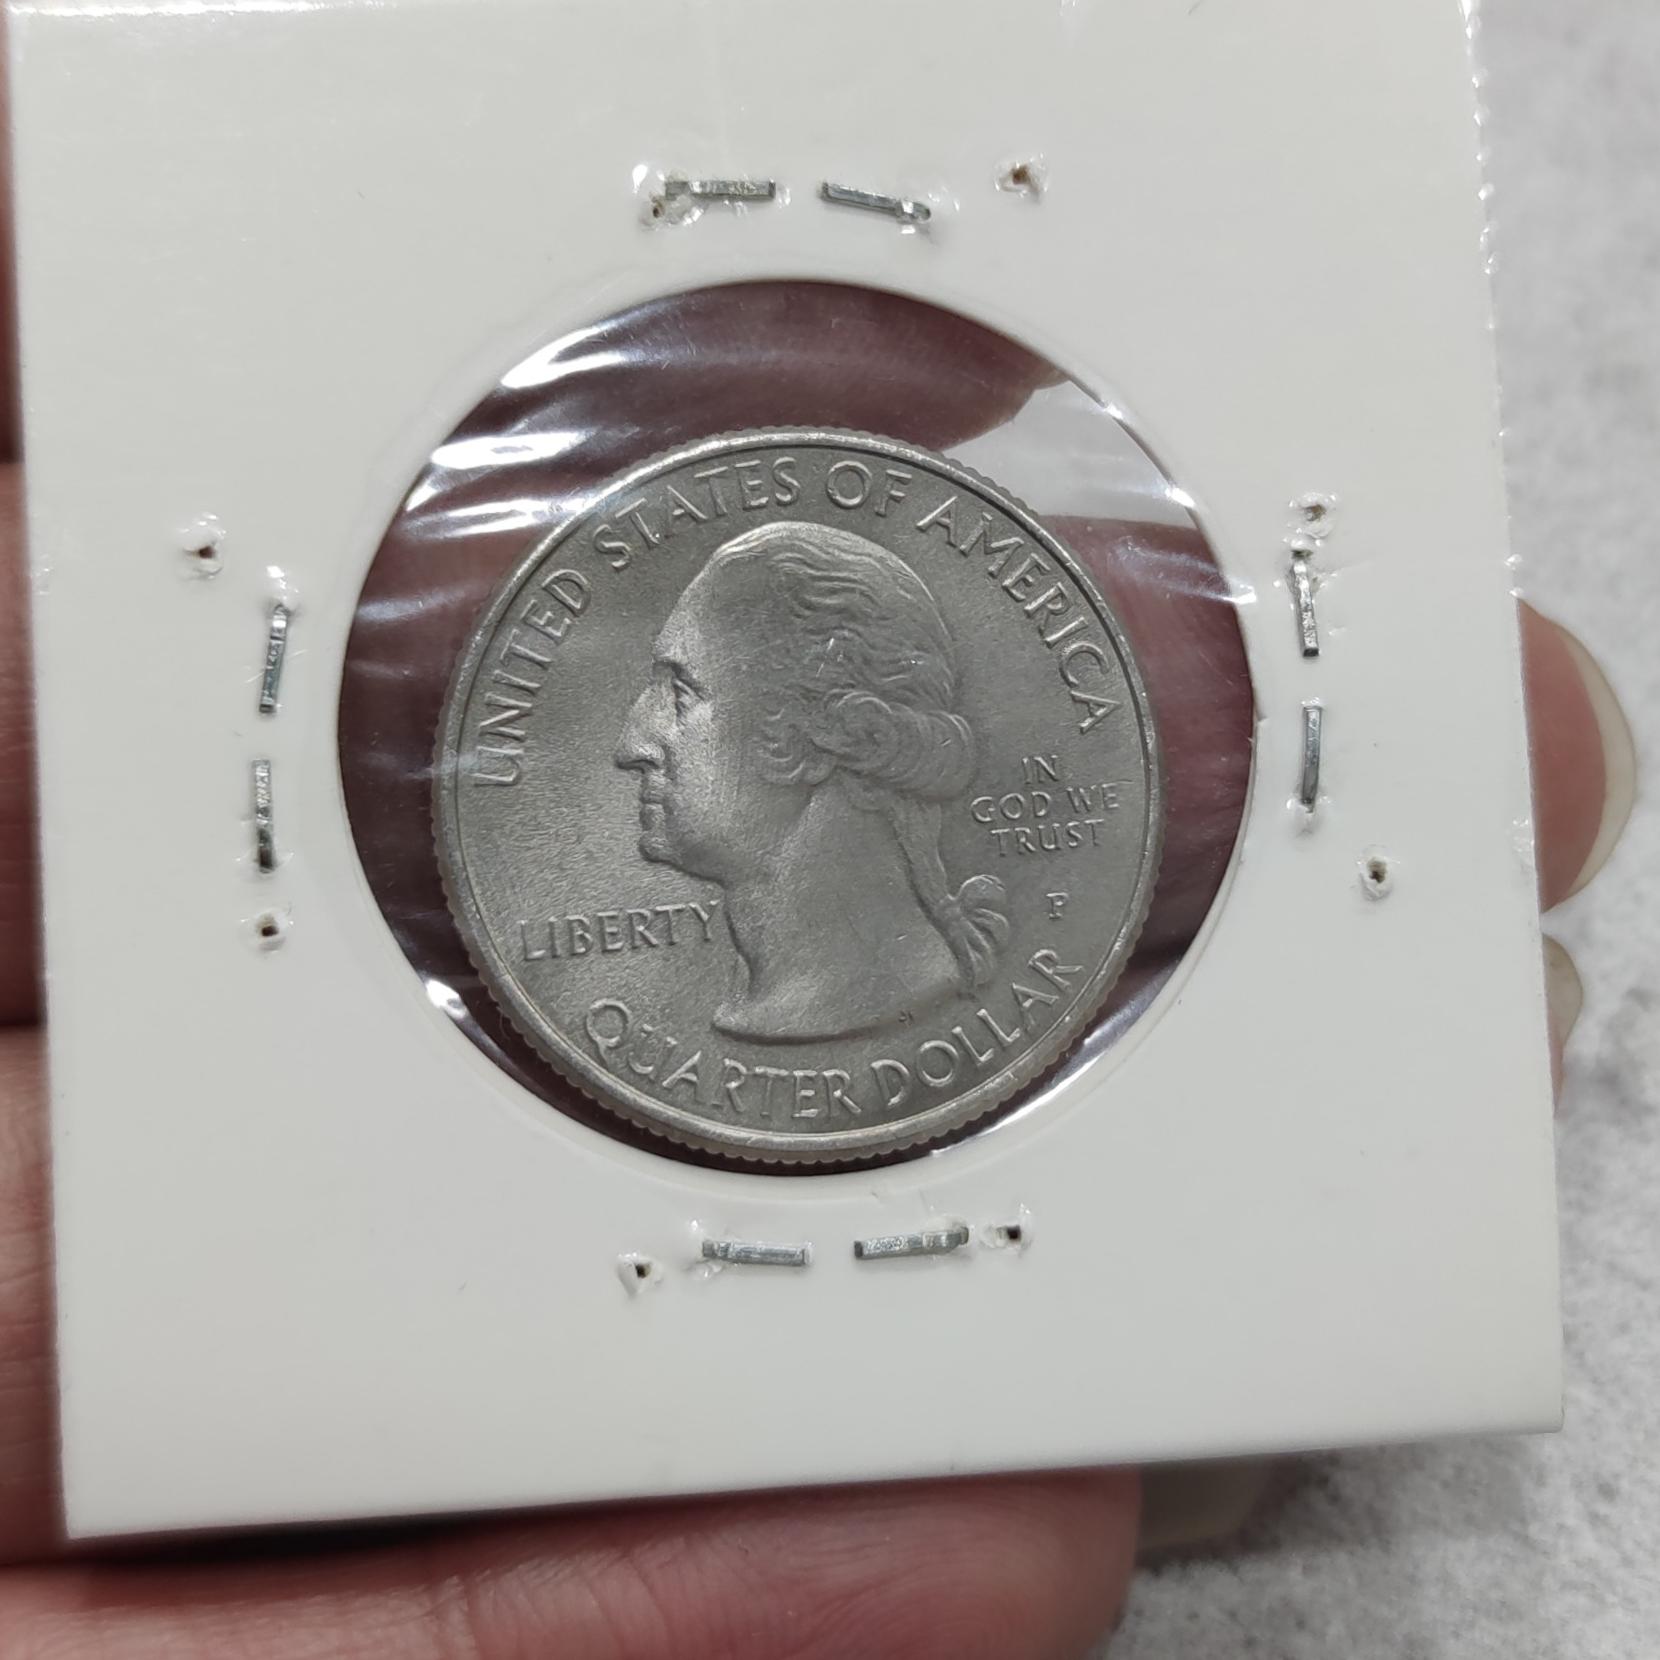 UNITED STATES OF AMERICA
IN
GOD WE
TRUST
LIBERTY
P
QUARTER DOLLAR